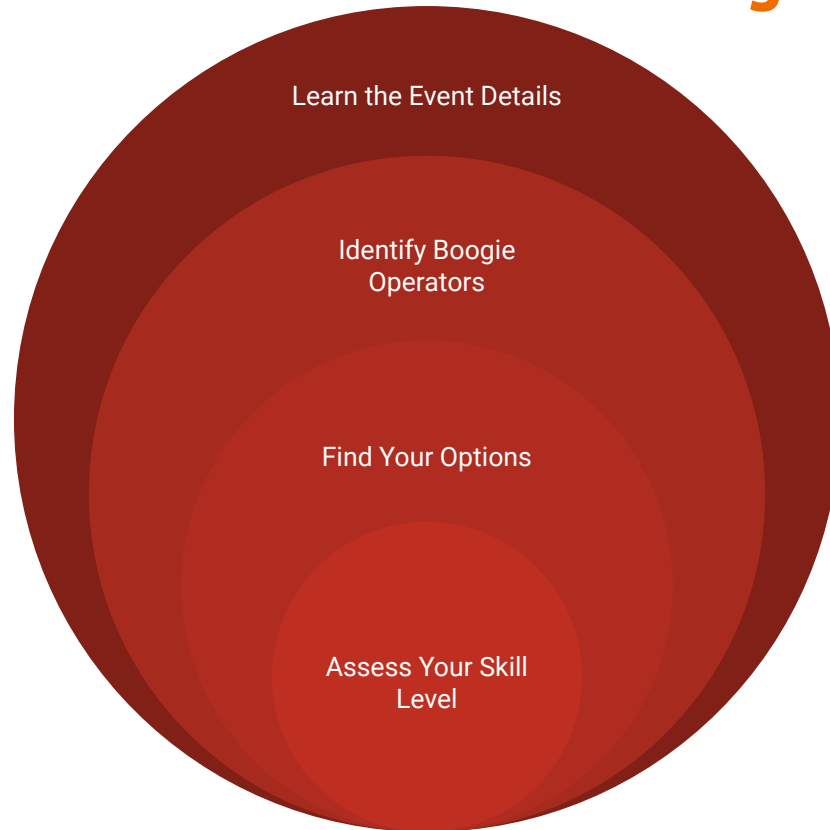 Learn the Event Details
Identify Boogie
Operators
Find Your Options
Assess Your Skill
Level